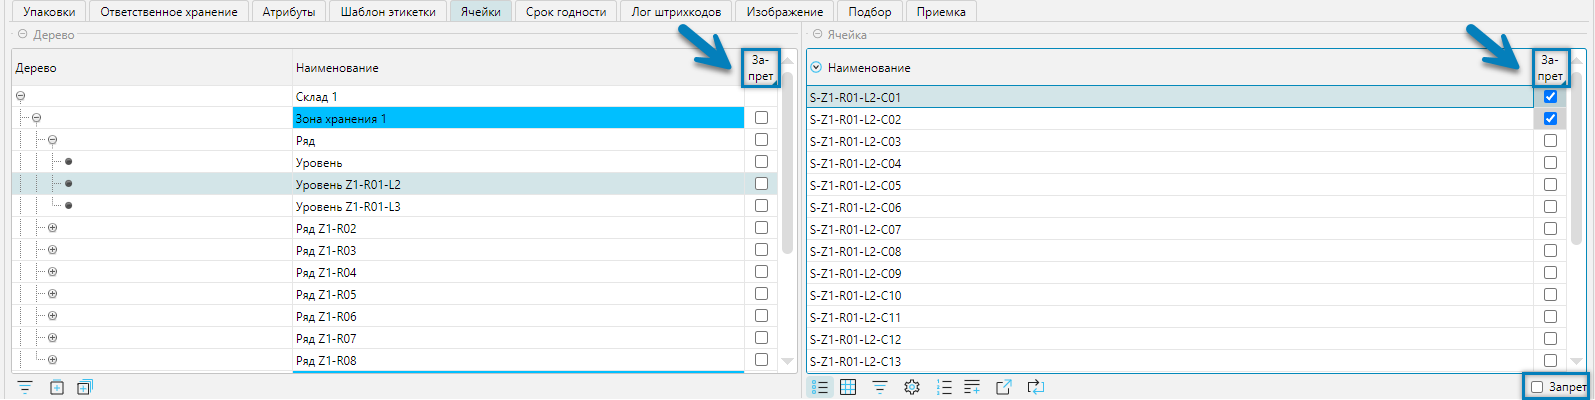 Упаковки Ответственное хранение Атрибуты Шаблон этикетки Ячейки Срок годности Лог штрихкодов Изображение Подбор Приемка
Дерево
Дерево Наименование За-
прет
Склад 1
Зона хранения 1
Ряд
Уровень
Уровень Z1-R01-L2
Уровень Z1-R01-L3
Ряд Z1-R02
Ряд Z1-R03
Ряд Z1-R04
Ряд Z1-R05
Ряд Z1-R06
Ряд Z1-R07
Ряд Z1-R08
Ячейка
Наименование За-
прет
S-Z1-R01-L2-C01
S-Z1-R01-L2-C02
S-Z1-R01-L2-C03
S-Z1-R01-L2-C04
S-Z1-R01-L2-C05
S-Z1-R01-L2-C06
S-Z1-R01-L2-C07
S-Z1-R01-L2-C08
S-Z1-R01-L2-C09
S-Z1-R01-L2-C10
S-Z1-R01-L2-C11
S-Z1-R01-L2-C12
S-Z1-R01-L2-C13
Запрет